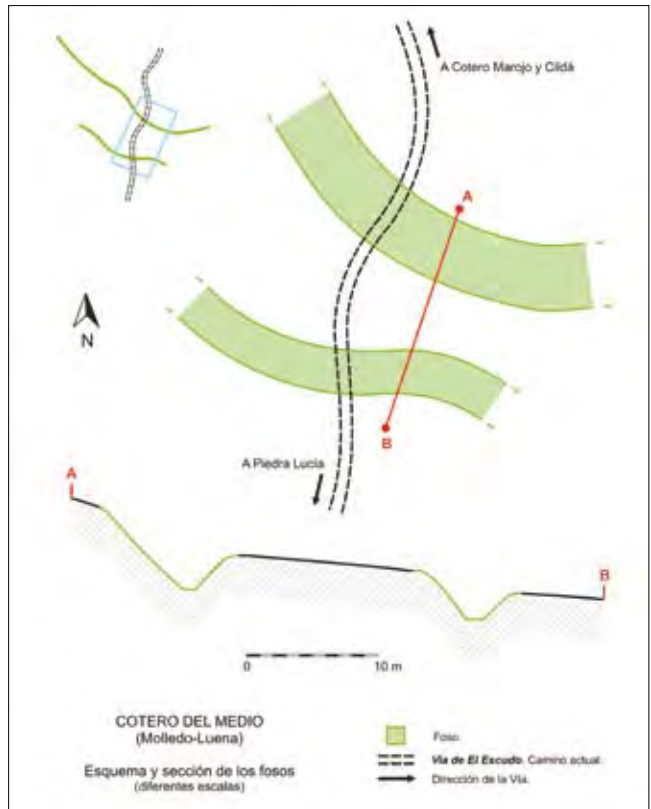 A Cotero Marojo y Cildá
A
N
B
A Piedra Lucía
A
B
0 10 m
COTERO DEL MEDIO
(Molledo-Luena)
Esquema y sección de los fosos
(diferentes escalas)
Foso.
Vía de El Escudo. Camino actual.
Dirección de la Vía.